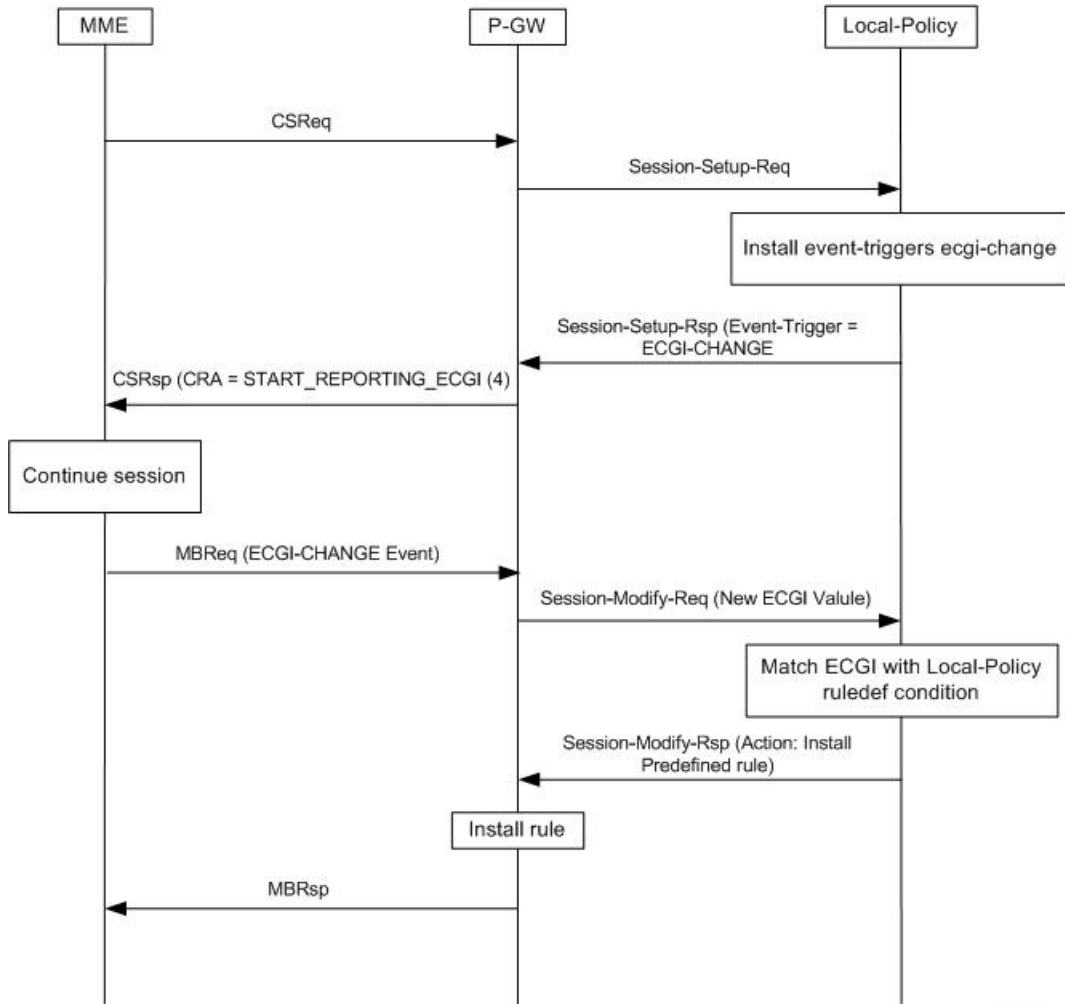 MME
P-GW
Local-Policy
CSReq
Session-Setup-Req
Install event-triggers ecgi-change
Session-Setup-Rsp (Event-Trigger =
ECGI-CHANGE
CSRsp (CRA = START_REPORTING_ECGI (4)
Continue session
MBReq (ECGI-CHANGE Event)
Session-Modify-Req (New ECGI Valule)
Match ECGI with Local-Policy
ruledef condition
Session-Modify-Rsp (Action: Install
Predefined rule)
Install rule
MBRsp